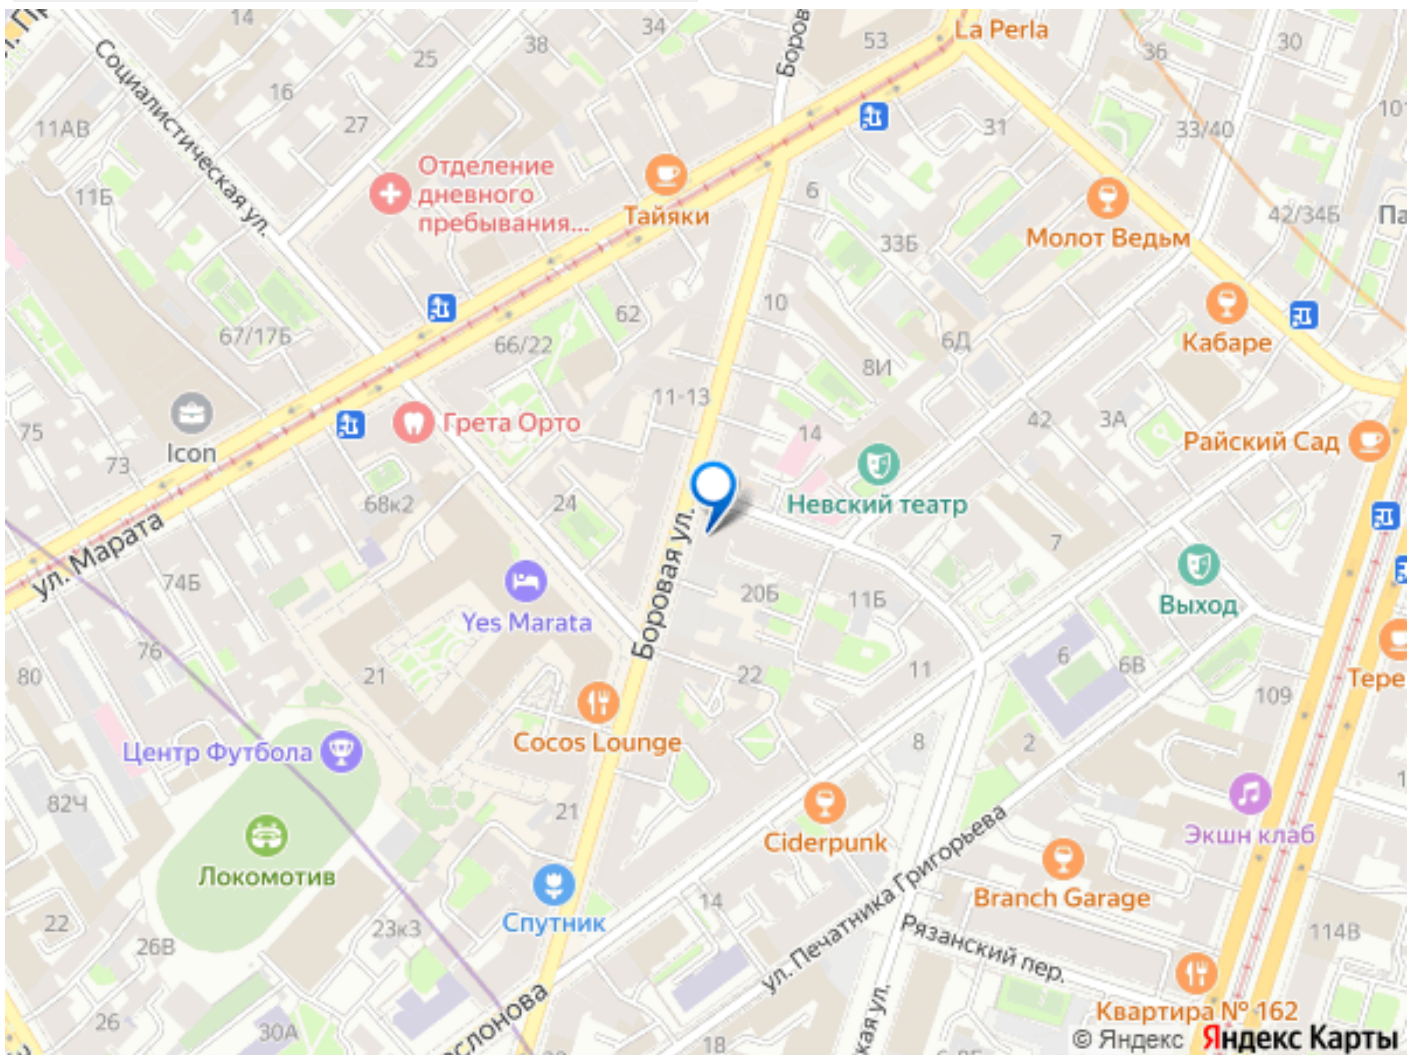 14
34
38
53
La Perla
36
30
25
Боров
16
10
Социалистическая ул.
27
11АВ
31
33/40
Отделение
дневного
пребывания...
11Б
6
Тайяки
42/34Б
Па
Молот Ведьм
33Б
10
62
67/17Б
66/22
6Д
Кабаре
8И
11-13
75
Icon
Грета Орто
14
42
3А
Райский Сад
73
68к2
24
Невский театр
ул. Марата
Боровая ул.
7
74Б
Yes Marata
20Б
11Б
Выход
76
80
21
22
11
6
6В
109
Тере
Центр Футбола
Cocos Lounge
8
2
82Ч
21
Ciderpunk
Экшн клаб
Локомотив
Branch Garage
ул. Печатника Григорьева
22
26В
23к3
Спутник
14
Рязанский пер.
114В
26
30А
ослонова
20
18
кая ул.
Квартира № 162
© Яндекс Яндекс Карты